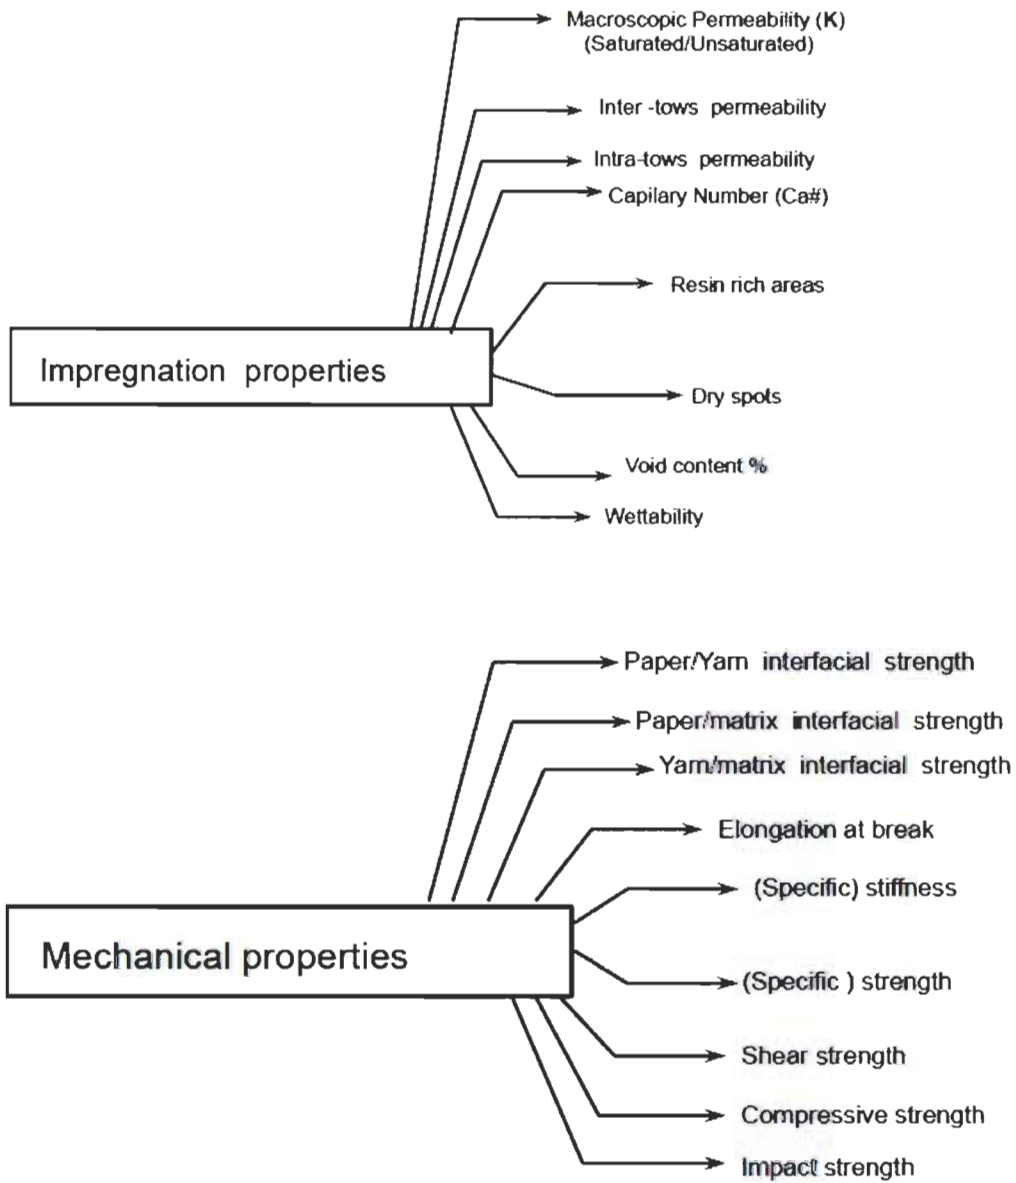 Macroscopic Permeability (K)
(Saturated/Unsaturated)
Inter -tows permeability
Intra-tows permeability
Capilary Number (Ca#)
Resin rich areas
Impregnation properties
Dry spots
Void content %
Wettability
Paper/Yarn interfacial strength
Paper/matrix interfacial strength
Yarn/matrix interfacial strength
Elongation at break
(Specific) stiffness
Mechanical properties
(Specific ) strength
Shear strength
Compressive strength
Impact strength